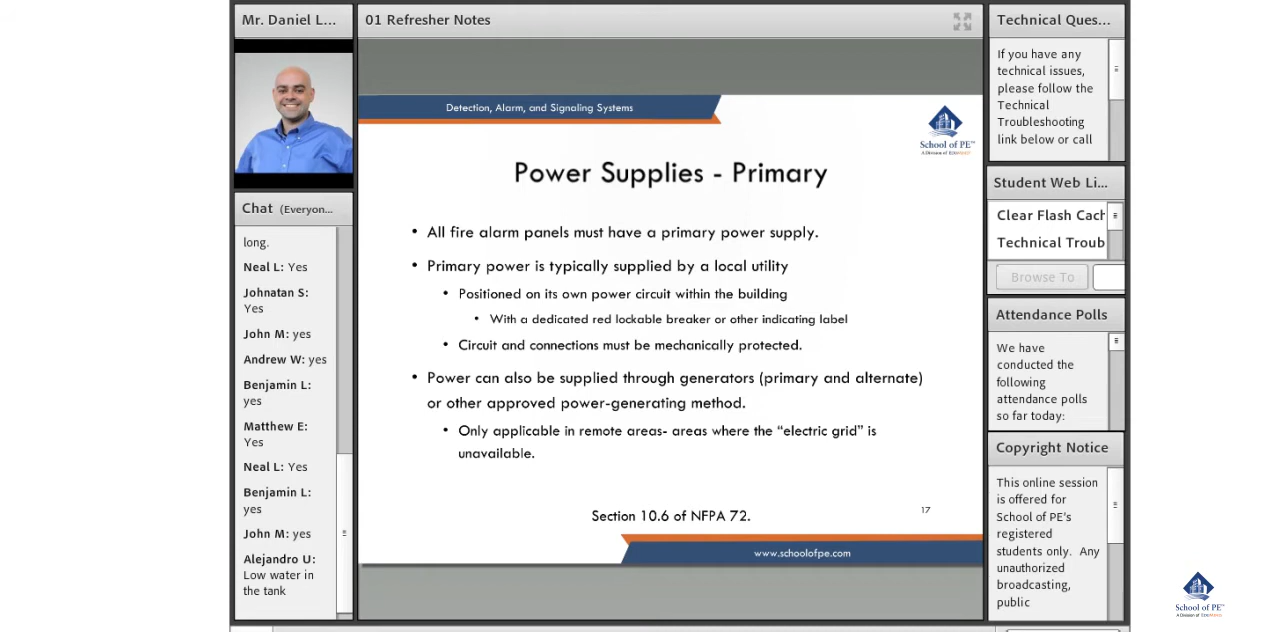 Mr. Daniel L...
Chat (Everyon...
long.
Neal L: Yes
Johnatan S:
Yes
John M: yes
Andrew W: yes
Benjamin L:
yes
Matthew E:
Yes
Neal L: Yes
Benjamin L:
yes
John M: yes
Alejandro U:
Low water in
the tank
01 Refresher Notes
Detection, Alarm, and Signaling Systems
School of PE™
Power Supplies - Primary
• All fire alarm panels must have a primary power supply.
• Primary power is typically supplied by a local utility
• Positioned on its own power circuit within the building
• With a dedicated red lockable breaker or other indicating label
• Circuit and connections must be mechanically protected.
• Power can also be supplied through generators (primary and alternate)
or other approved power-generating method.
• Only applicable in remote areas- areas where the “electric grid” is
unavailable.
Section 10.6 of NFPA 72.
17
www.schoolofpe.com
Technical Ques...
If you have any
technical issues,
please follow the
Technical
Troubleshooting
link below or call
Student Web Li...
Clear Flash Cach
Technical Troub
Browse To
Attendance Polls
We have
conducted the
following
attendance polls
so far today:
Copyright Notice
This online session
is offered for
School of PE’s
registered
students only. Any
unauthorized
broadcasting,
public
School of PE™